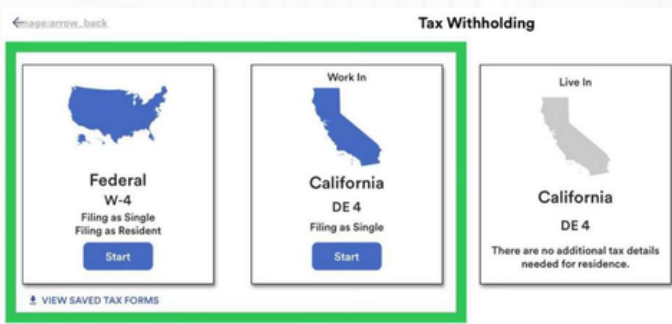 mage:arrow_back
Tax Withholding
Federal
W-4
Filing as Single
Filing as Resident
Start
Work In
California
DE 4
Filing as Single
Start
Live In
California
DE 4
There are no additional tax details
needed for residence.
VIEW SAVED TAX FORMS